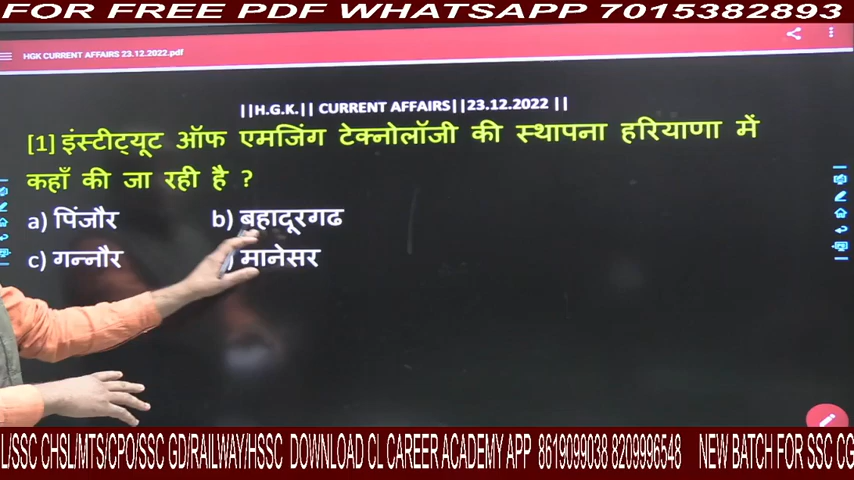 FOR FREE PDF WHATSAPP 7015382893
HGK CURRENT AFFAIRS 23.12.2022.pdf
||H.G.K.|| CURRENT AFFAIRS||23.12.2022 ||
[1] इंस्टीट्यूट ऑफ एमजिंग टेक्नोलॉजी की स्थापना हरियाणा में
कहाँ की जा रही है ?
a) पिंजौर b) बहादूरगढ
c) गन्नौर ) मानेसर
L/SSC CHSL/MTS/CPO/SSC GD/RAILWAY/HSSC DOWNLOAD CL CAREER ACADEMY APP 8619099038 8209996548 NEW BATCH FOR SSC CG